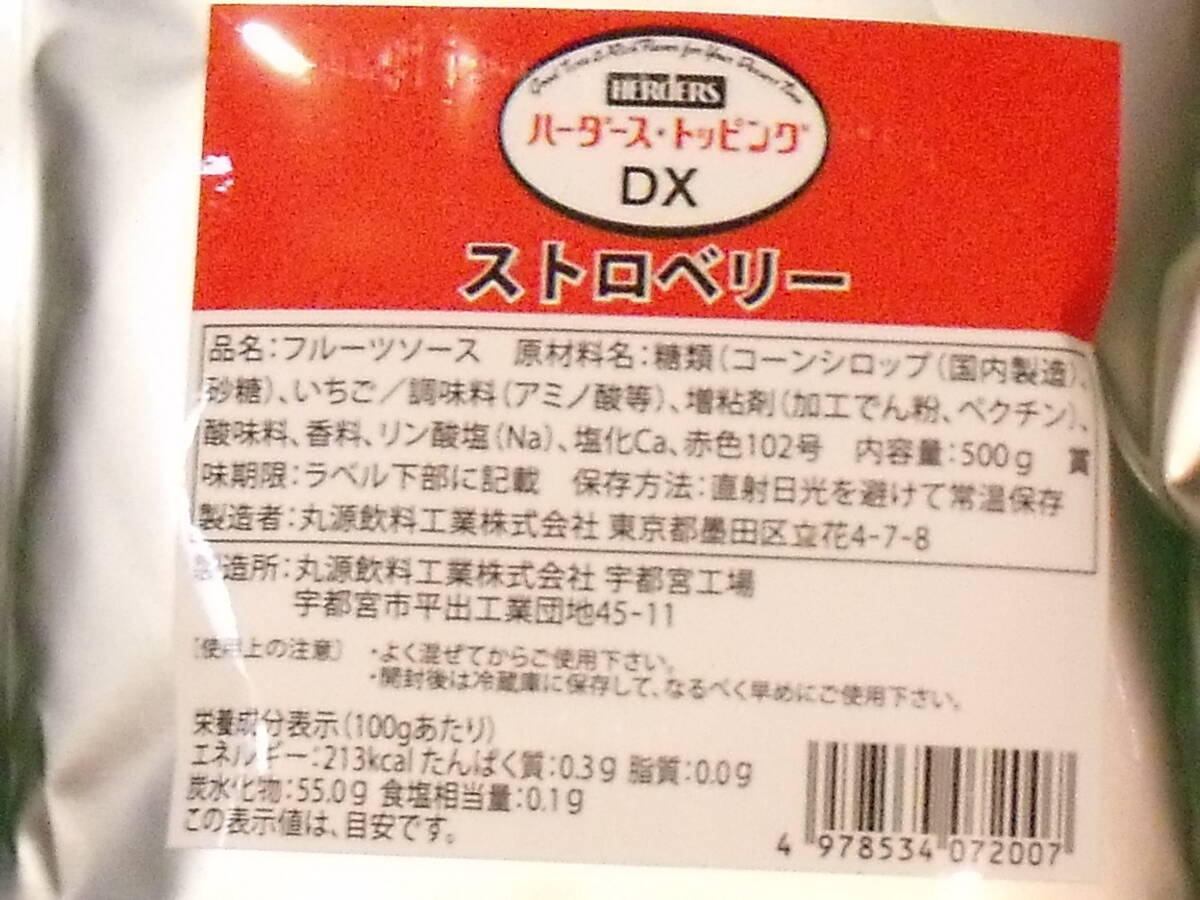 Good Time & Rich Flavor for Your Dessert Time
HERDERS
ハーダース・トッピング
DX
ストロベリー
品名:フルーツソース 原材料名:糖類(コーンシロップ(国内製造)、
砂糖)、いちご/調味料(アミノ酸等)、増粘剤(加工でん粉、ペクチン)、
酸味料、香料、リン酸塩(Na)、塩化Ca、赤色102号 内容量:500g 賞
味期限:ラベル下部に記載 保存方法:直射日光を避けて常温保存
製造者:丸源飲料工業株式会社 東京都墨田区立花4-7-8
製造所:丸源飲料工業株式会社 宇都宮工場
宇都宮市平出工業団地45-11
〔使用上の注意〕 ・よく混ぜてからご使用下さい。
・開封後は冷蔵庫に保存して、なるべく早めにご使用下さい。
栄養成分表示(100gあたり)
エネルギー:213kcal たんぱく質:0.3g 脂質:0.0g
炭水化物:55.0g 食塩相当量:0.1g
この表示値は、目安です。
4 978534 072007